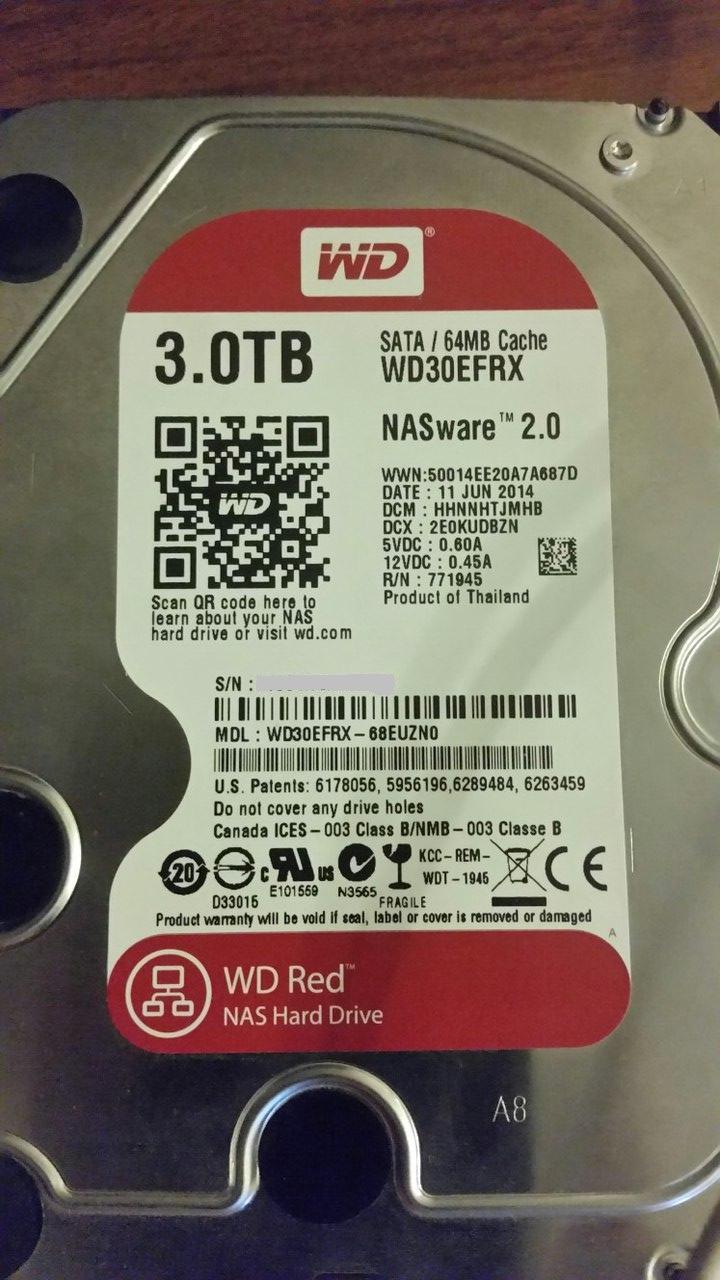 WD®
3.0TB
SATA / 64MB Cache
WD30EFRX
NASware™ 2.0
WD
WWN:50014EE20A7A687D
DATE : 11 JUN 2014
DCM : HHNNHTJMHB
DCX : 2E0KUDBZN
5VDC : 0.60A
12VDC : 0.45A
R/N : 771945
Product of Thailand
Scan QR code here to
learn about your NAS
hard drive or visit wd.com
S/N :
MDL : WD30EFRX-68EUZN0
U.S. Patents: 6178056, 5956196,6289484, 6263459
Do not cover any drive holes
Canada ICES-003 Class B/NMB-003 Classe B
20
D33015
c RU us
E101559
N3565
FRAGILE
KCC-REM-
WDT-1945
CE
Product warranty will be void if seal, label or cover is removed or damaged
A
WD Red™
NAS Hard Drive
A8